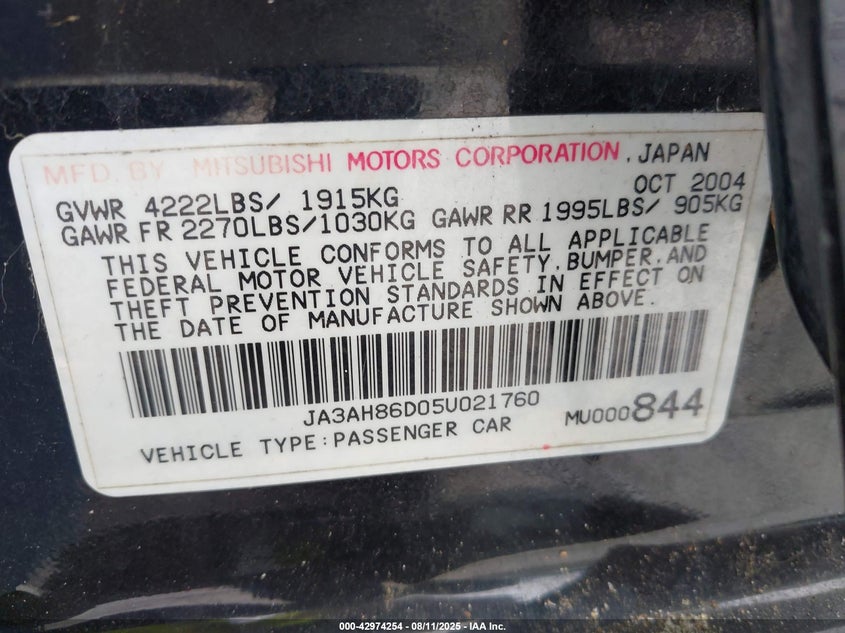 MFD. BY MITSUBISHI MOTORS CORPORATION, JAPAN
OCT 2004
GVWR 4222LBS/ 1915KG
GAWR FR 2270LBS/1030KG GAWR RR 1995LBS/ 905KG
THIS VEHICLE CONFORMS TO ALL APPLICABLE
FEDERAL MOTOR VEHICLE SAFETY, BUMPER, AND
THEFT PREVENTION STANDARDS IN EFFECT ON
THE DATE OF MANUFACTURE SHOWN ABOVE.
JA3AH86D05U021760
MU000844
VEHICLE TYPE:PASSENGER CAR
000-42974254 - 08/11/2025 - IAA Inc.